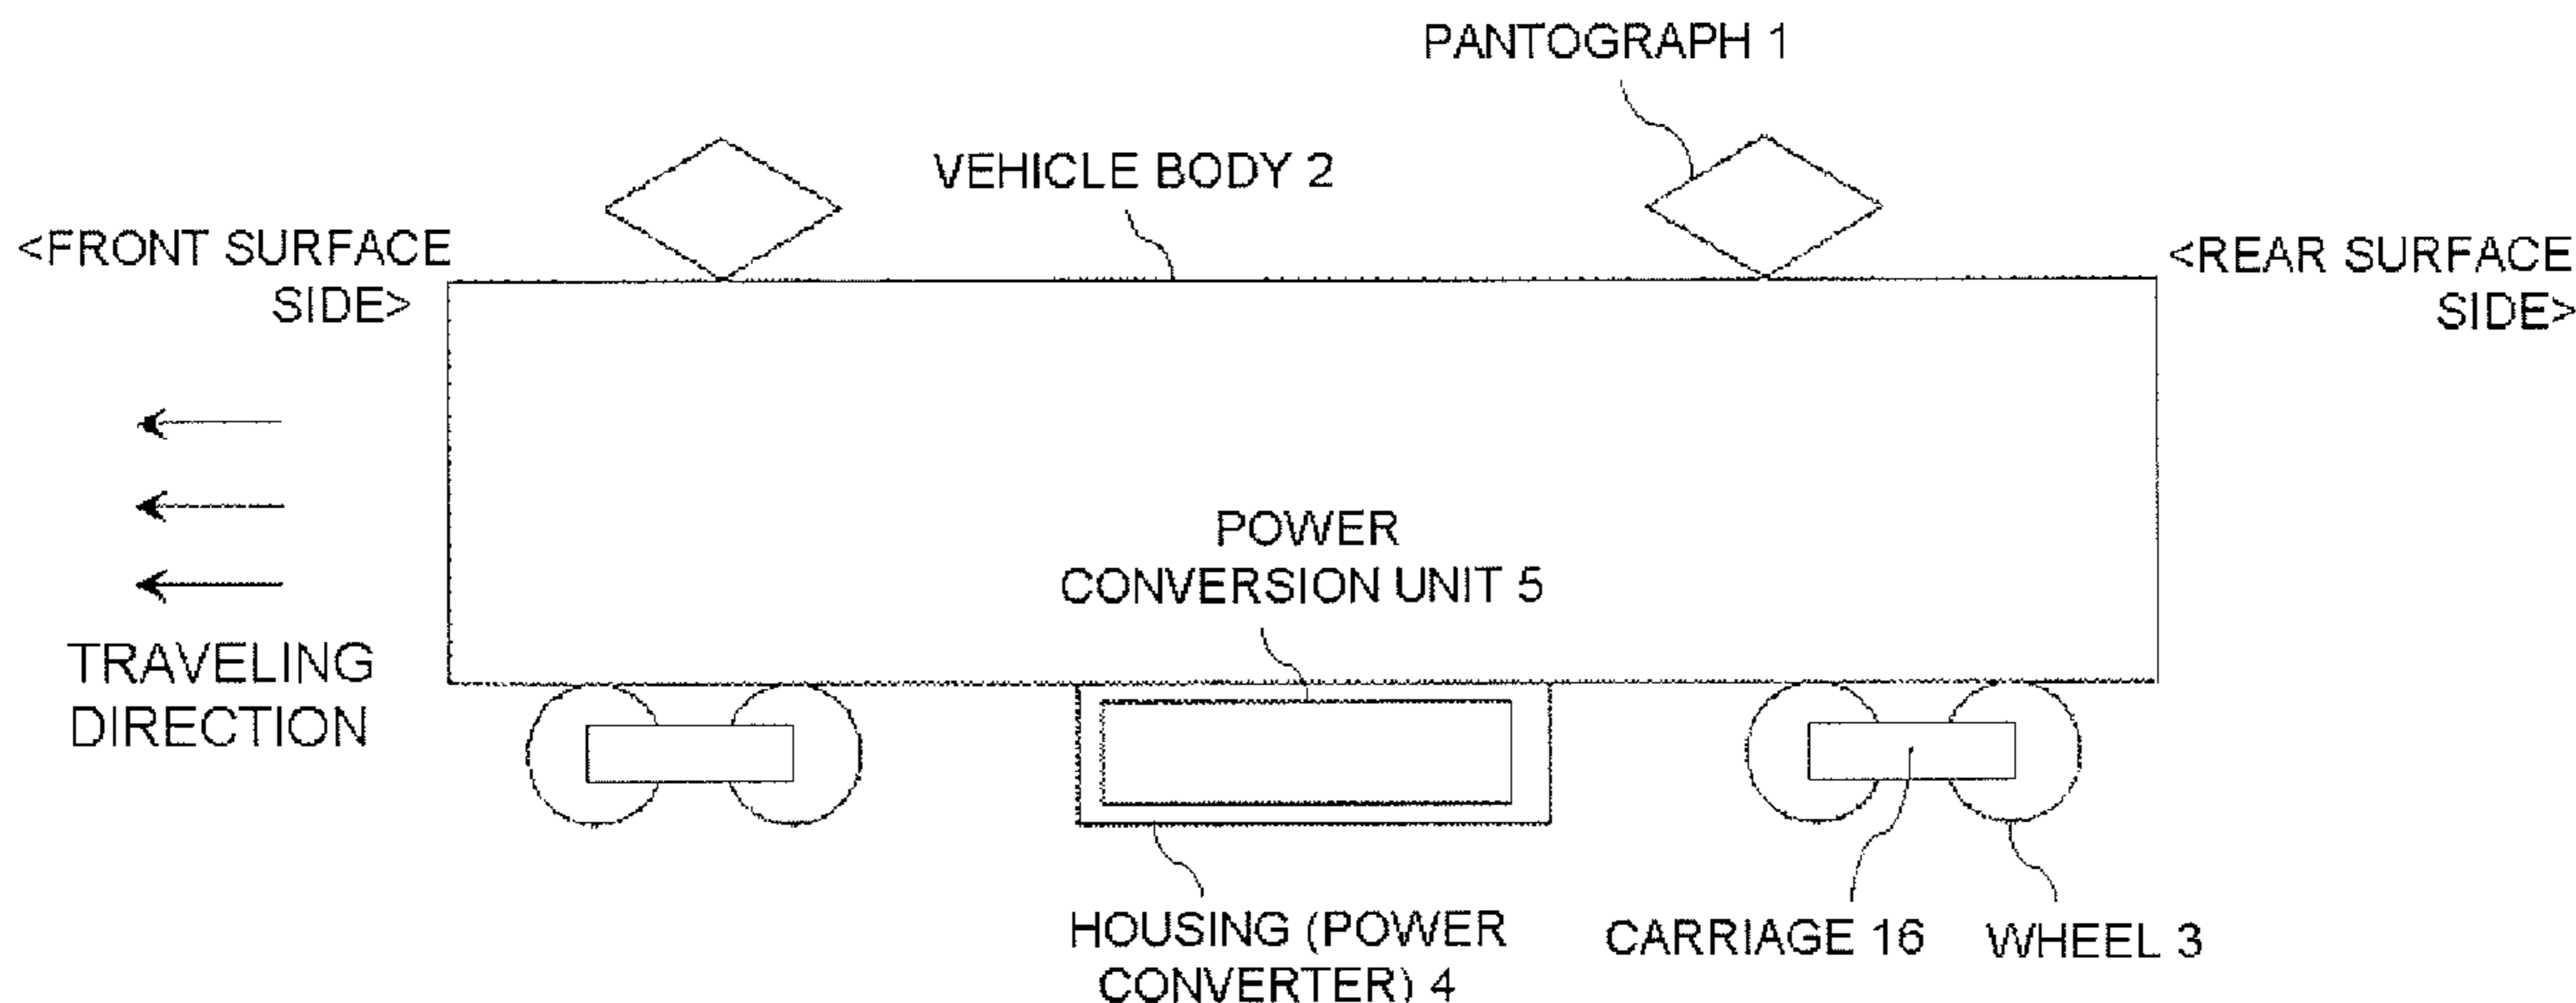 PANTOGRAPH 1
VEHICLE BODY 2
<FRONT SURFACE
SIDE>
<REAR SURFACE
SIDE>
POWER
CONVERSION UNIT 5
TRAVELING
DIRECTION
HOUSING (POWER
CONVERTER) 4
CARRIAGE 16
WHEEL 3